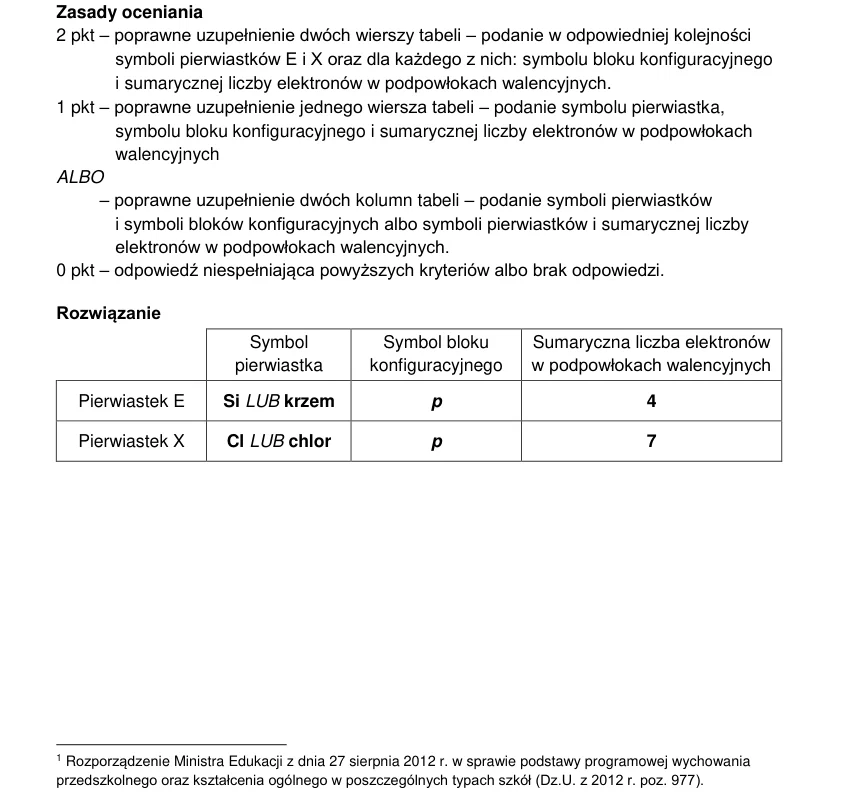 Zasady oceniania
2 pkt – poprawne uzupełnienie dwóch wierszy tabeli – podanie w odpowiedniej kolejności
symboli pierwiastków E i X oraz dla każdego z nich: symbolu bloku konfiguracyjnego
i sumarycznej liczby elektronów w podpowłokach walencyjnych.
1 pkt – poprawne uzupełnienie jednego wiersza tabeli – podanie symbolu pierwiastka,
symbolu bloku konfiguracyjnego i sumarycznej liczby elektronów w podpowłokach
walencyjnych
ALBO
– poprawne uzupełnienie dwóch kolumn tabeli – podanie symboli pierwiastków
i symboli bloków konfiguracyjnych albo symboli pierwiastków i sumarycznej liczby
elektronów w podpowłokach walencyjnych.
0 pkt – odpowiedź niespełniająca powyższych kryteriów albo brak odpowiedzi.
Rozwiązanie
Symbol pierwiastka
Symbol bloku konfiguracyjnego
Sumaryczna liczba elektronów w podpowłokach walencyjnych
Pierwiastek E Si LUB krzem p 4
Pierwiastek X Cl LUB chlor p 7
1 Rozporządzenie Ministra Edukacji z dnia 27 sierpnia 2012 r. w sprawie podstawy programowej wychowania
przedszkolnego oraz kształcenia ogólnego w poszczególnych typach szkół (Dz.U. z 2012 r. poz. 977).